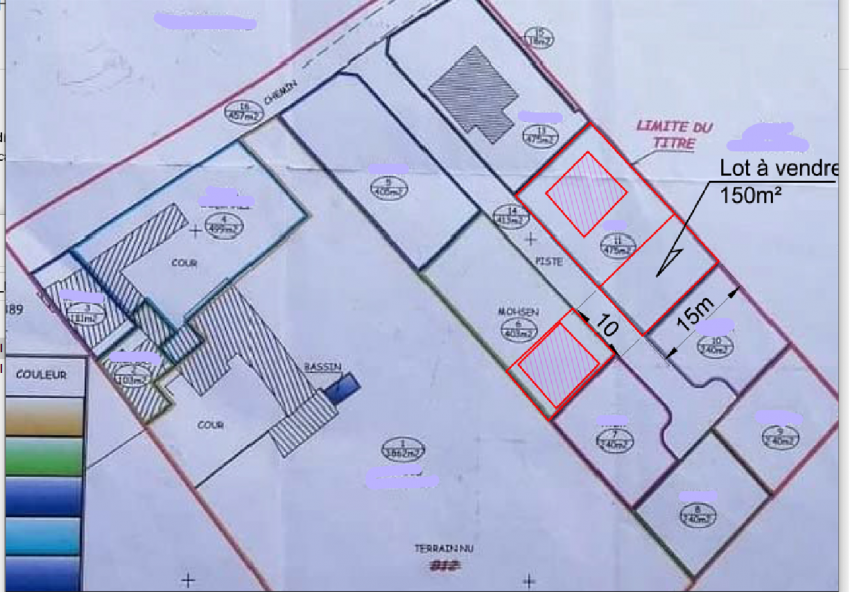 15
18m2
16
457m2
CHEMIN
13
475m2
LIMITE DU
TITRE
Lot à vendre
150m²
5
405m2
4
499m2
14
413m2
11
475m2
COUR
PISTE
3
181m2
389
MOHSEN
6
403m2
10
15m
10
240m2
COULEUR
2
103m2
BASSIN
COUR
1
3862m2
7
240m2
9
240m2
8
240m2
TERRAIN NU